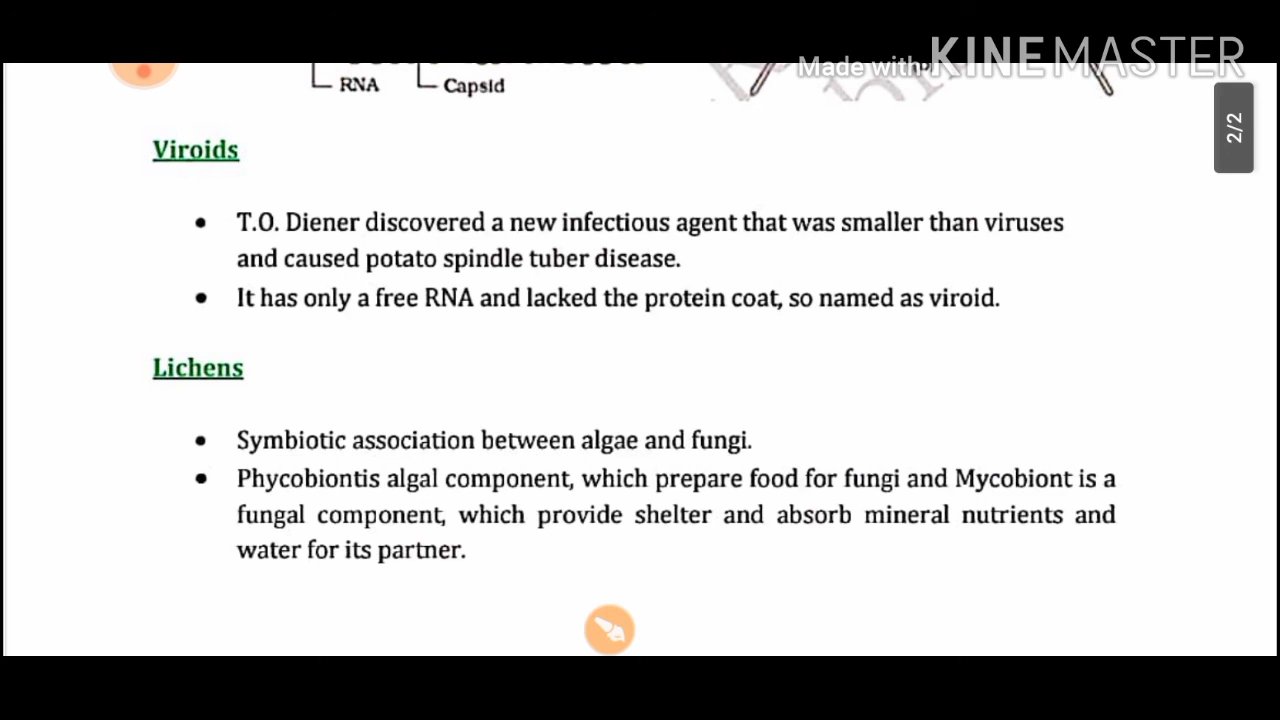 Made with KINEMASTER
RNA
Capsid
2/2
Viroids
• T.O. Diener discovered a new infectious agent that was smaller than viruses
and caused potato spindle tuber disease.
• It has only a free RNA and lacked the protein coat, so named as viroid.
Lichens
• Symbiotic association between algae and fungi.
• Phycobiontis algal component, which prepare food for fungi and Mycobiont is a
fungal component, which provide shelter and absorb mineral nutrients and
water for its partner.